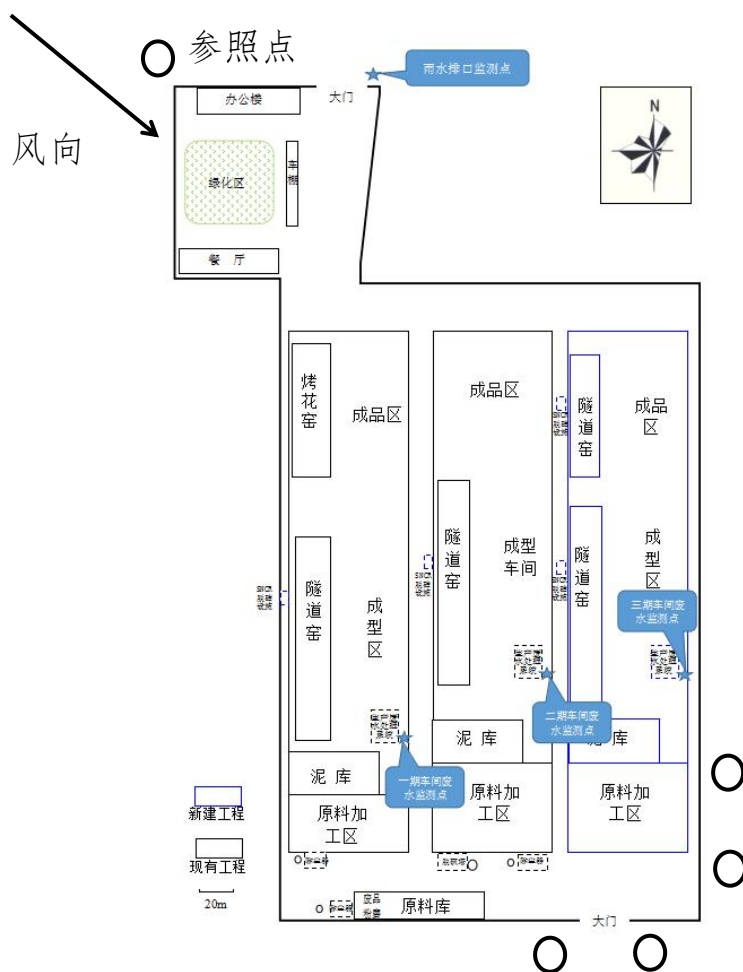 参照点
雨水排口监测点
风向
办公楼
大门
N
绿化区
车棚
餐 厅
烤花窑
成品区
成品区
隧道窑
成品
区
隧道窑
成型区
隧道窑
成型
车间
隧道窑
成型区
三期车间废
水监测点
二期车间废
水监测点
一期车间废
水监测点
泥 库
泥 库
泥 库
原料加
工区
原料加
工区
原料加
工区
新建工程
现有工程
20m
原料库
大门